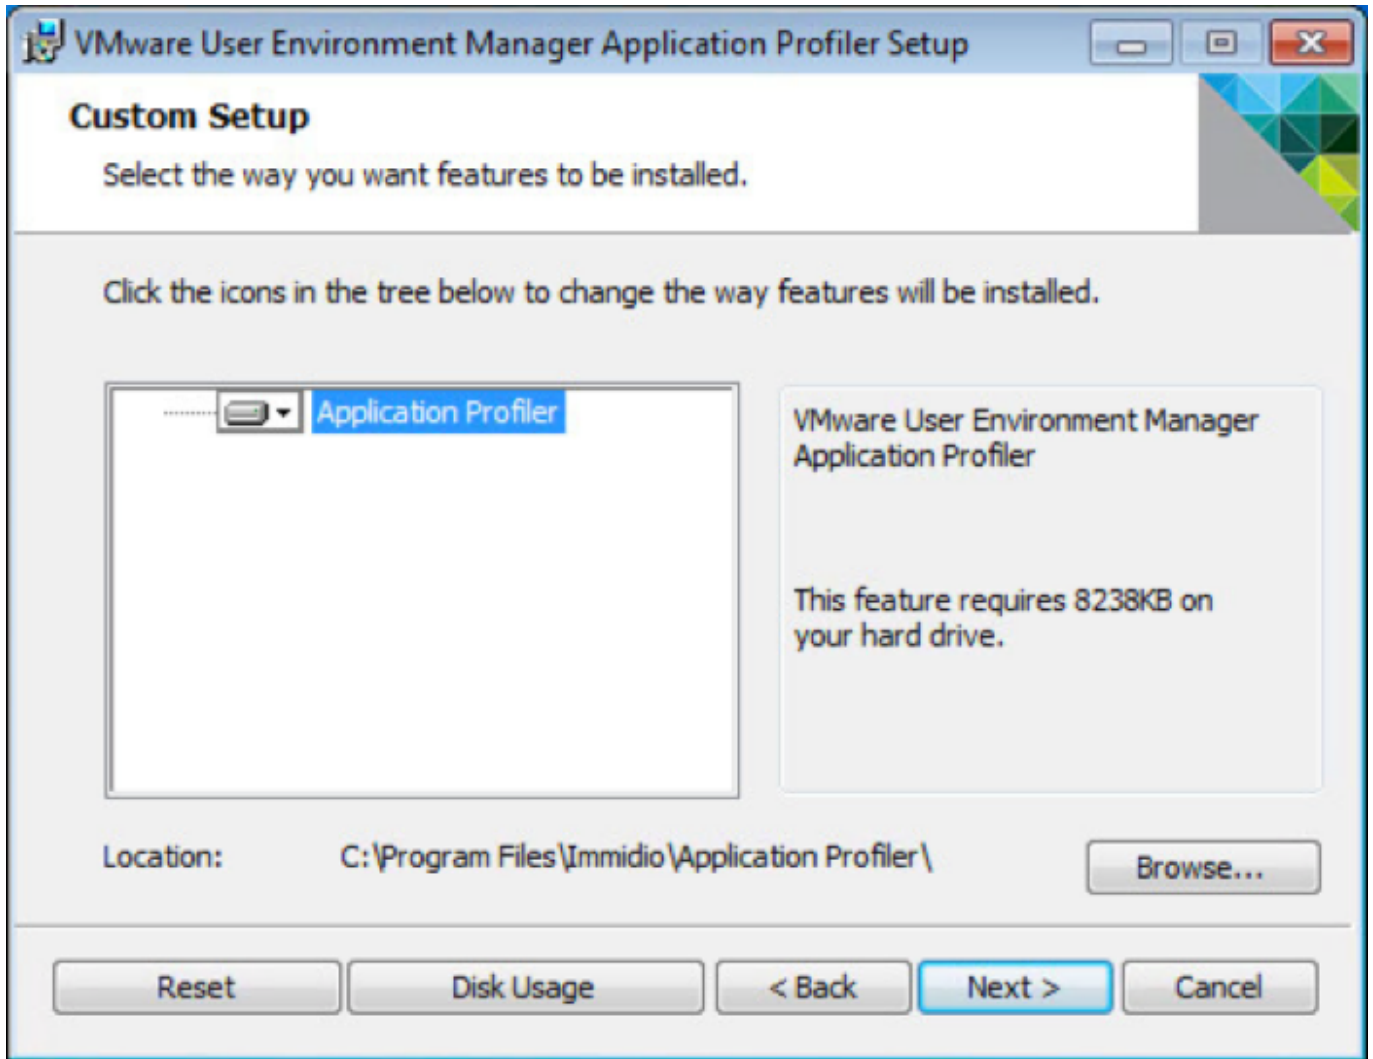 VMware User Environment Manager Application Profiler Setup
Custom Setup
Select the way you want features to be installed.
Click the icons in the tree below to change the way features will be installed.
Application Profiler
VMware User Environment Manager
Application Profiler
This feature requires 8238KB on
your hard drive.
Location: C:\Program Files\Immidio\Application Profiler\
Browse...
Reset Disk Usage < Back Next > Cancel